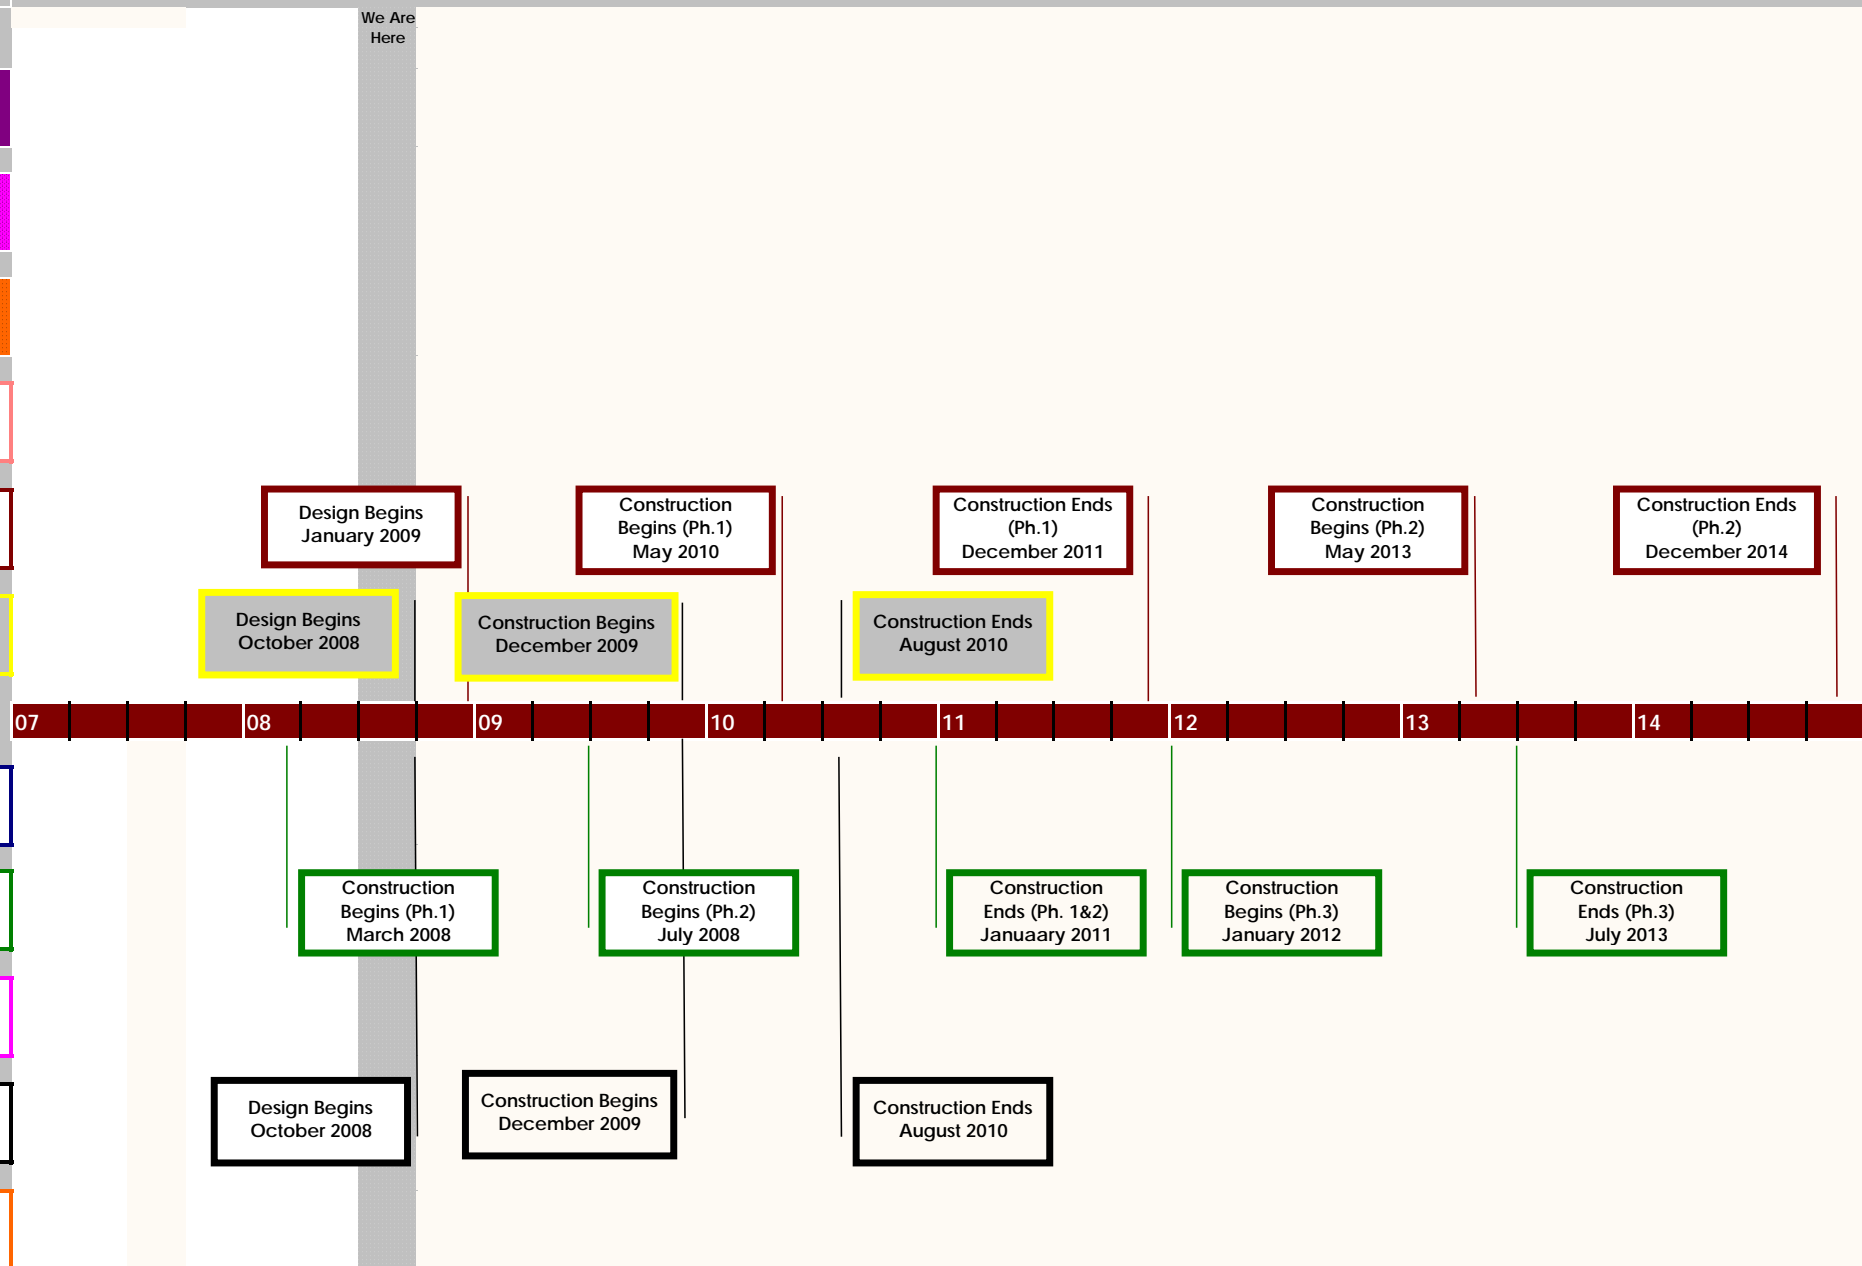 We Are
Here
Design Begins
January 2009
Construction
Begins (Ph.1)
May 2010
Construction Ends
(Ph.1)
December 2011
Construction
Begins (Ph.2)
May 2013
Construction Ends
(Ph.2)
December 2014
Design Begins
October 2008
Construction Begins
December 2009
Construction Ends
August 2010
07 08 09 10 11 12 13 14
Construction
Begins (Ph.1)
March 2008
Construction
Begins (Ph.2)
July 2008
Construction
Ends (Ph. 1&2)
Januaary 2011
Construction
Begins (Ph.3)
January 2012
Construction
Ends (Ph.3)
July 2013
Design Begins
October 2008
Construction Begins
December 2009
Construction Ends
August 2010